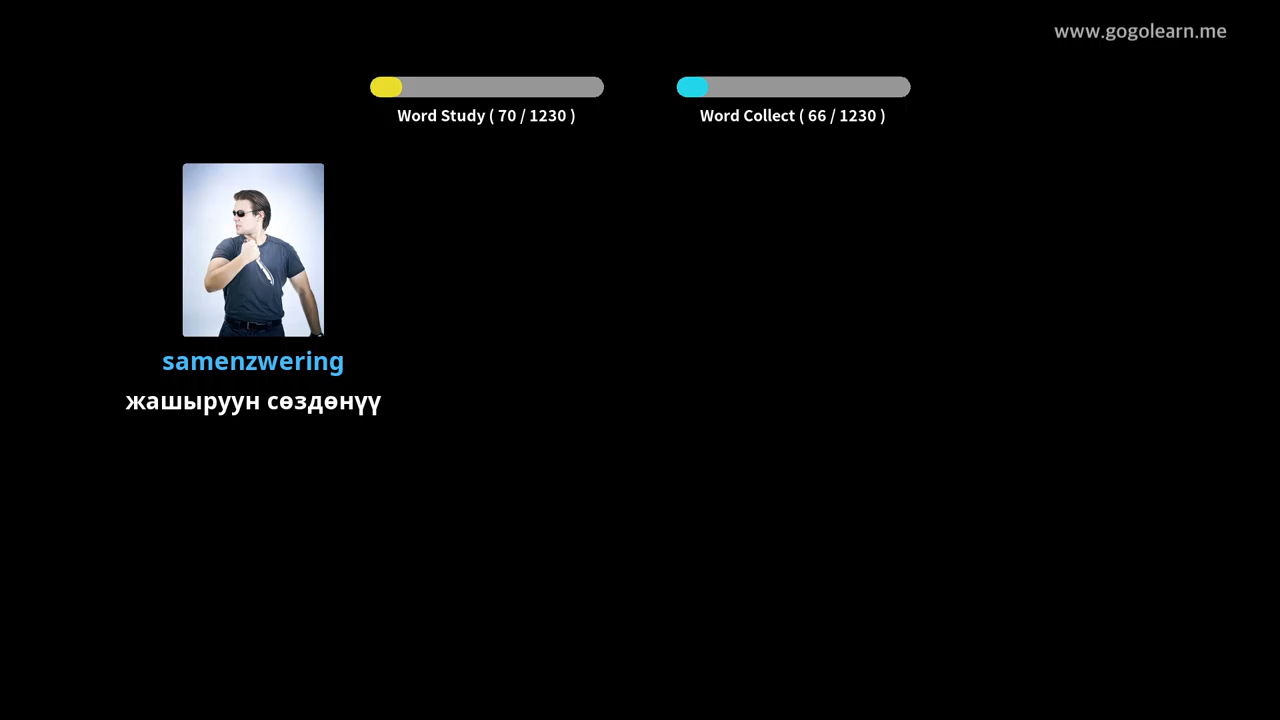 www.gogolearn.me
Word Study ( 70 / 1230 )
Word Collect ( 66 / 1230 )
samenzwering
жашыруун сөздөнүү